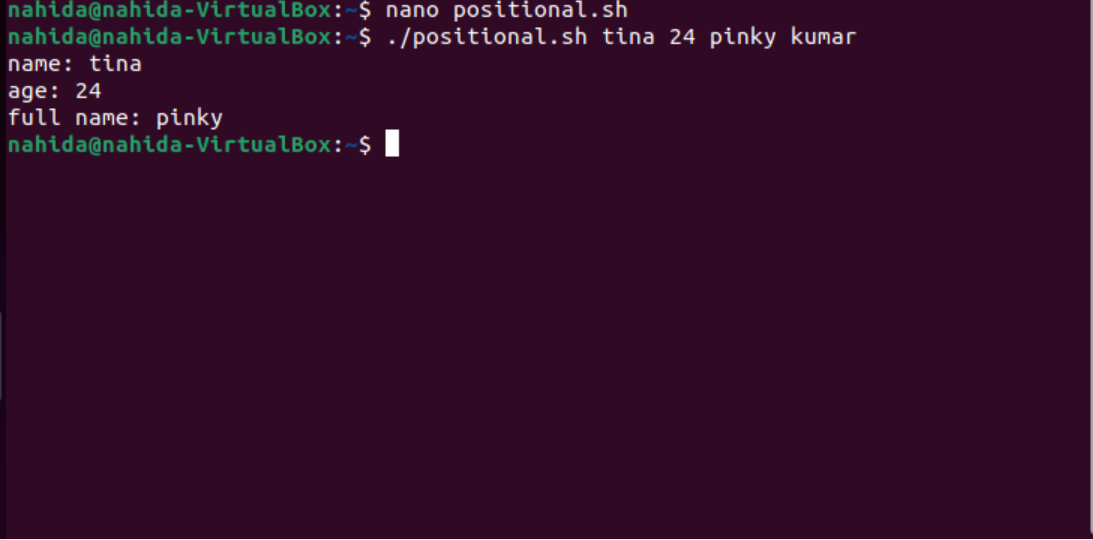 nahida@nahida-VirtualBox:~$ nano positional.sh
nahida@nahida-VirtualBox:~$ ./positional.sh tina 24 pinky kumar
name: tina
age: 24
full name: pinky
nahida@nahida-VirtualBox:~$